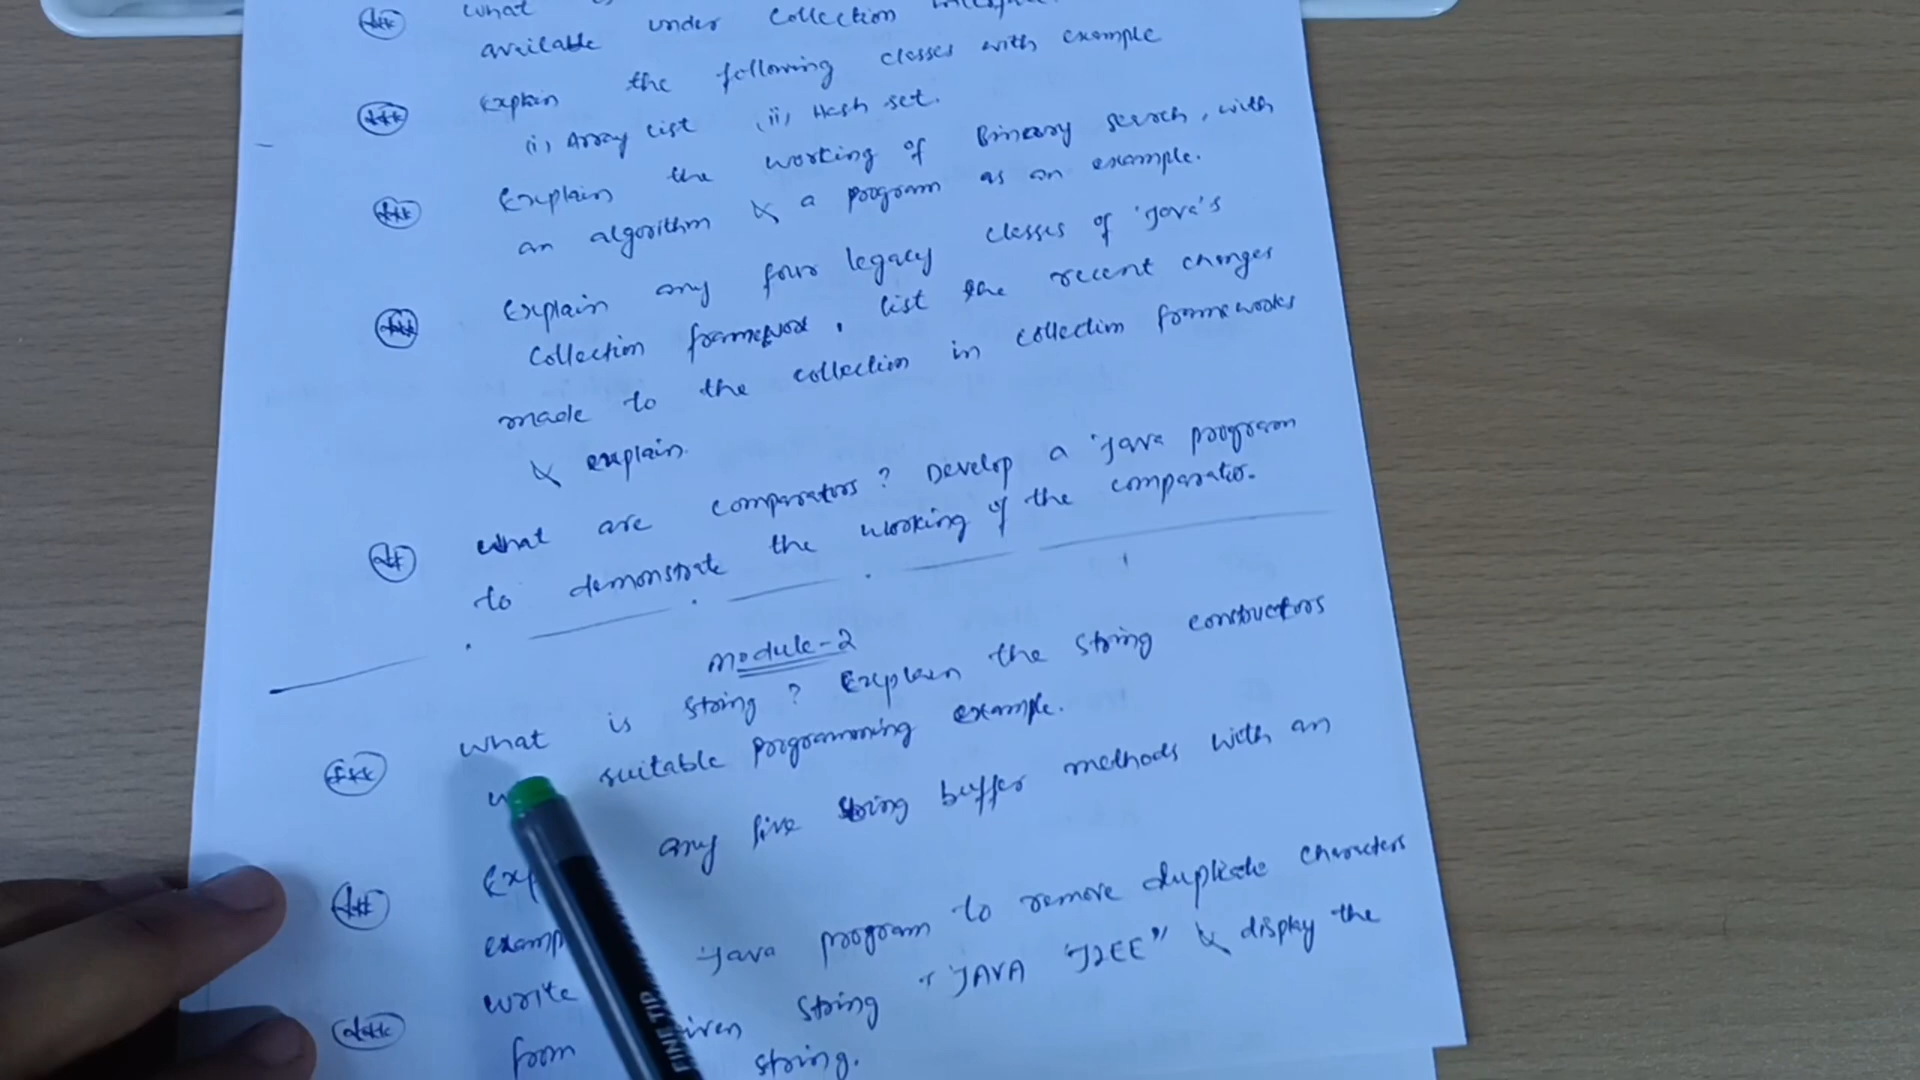 *** What
available under collection
*** Explain the following classes with example
(i) Array list (ii) Hash set.
*** Explain the working of Binary search, with
an algorithm & a program as an example.
*** Explain any four legacy classes of Java's
Collection framework, list the recent changes
made to the collection in collection frameworks
& explain.
** What are comparators? Develop a Java program
to demonstrate the working of the comparator.
Module-2
*** What is string? Explain the string constructors
suitable programming example.
any five string buffer methods with an
*** write Java program to remove duplicate characters
from string "JAVA J2EE" & display the
string.
FINE TIP